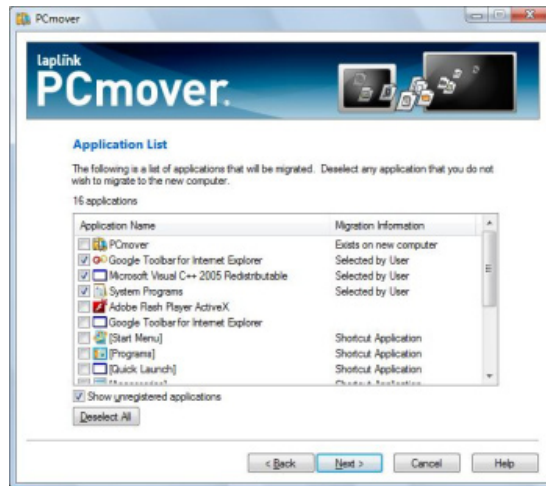 PCmover
laplink
PCmover.
Application List
The following is a list of applications that will be migrated. Deselect any application that you do not
wish to migrate to the new computer.
16 applications
Application Name Migration Information
PCmover Exists on new computer
Google Toolbar for Internet Explorer Selected by User
Microsoft Visual C++ 2005 Redistributable Selected by User
System Programs Selected by User
Adobe Flash Player ActiveX
Google Toolbar for Internet Explorer
[Start Menu] Shortcut Application
[Programs] Shortcut Application
[Quick Launch] Shortcut Application
Show unregistered applications
Deselect All
< Back Next > Cancel Help